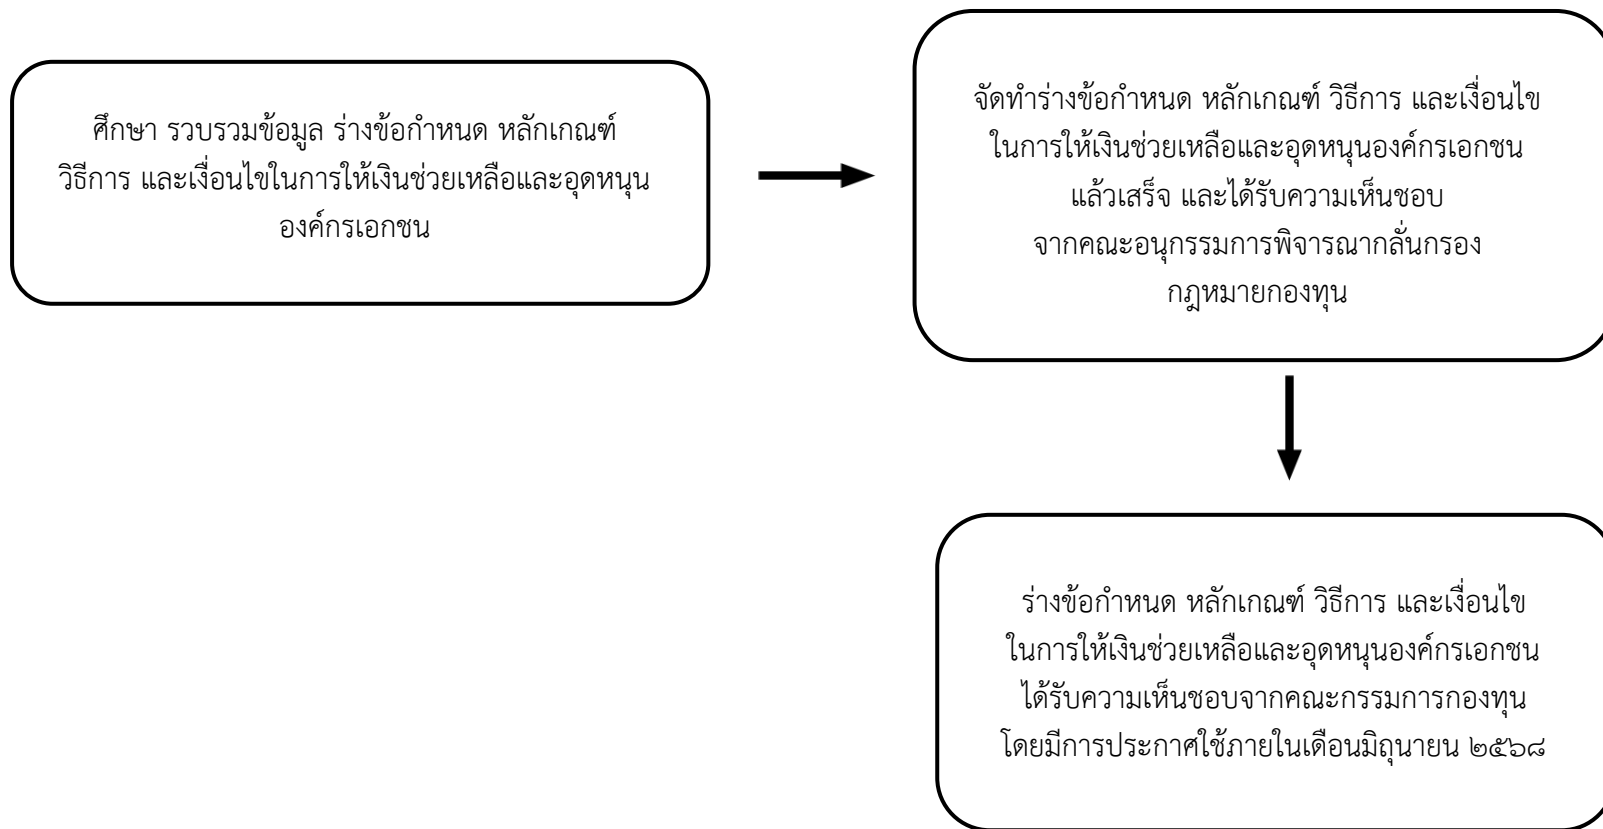 ศึกษา รวบรวมข้อมูล ร่างข้อกำหนด หลักเกณฑ์
วิธีการ และเงื่อนไขในการให้เงินช่วยเหลือและอุดหนุน
องค์กรเอกชน
จัดทำร่างข้อกำหนด หลักเกณฑ์ วิธีการ และเงื่อนไข
ในการให้เงินช่วยเหลือและอุดหนุนองค์กรเอกชน
แล้วเสร็จ และได้รับความเห็นชอบ
จากคณะอนุกรรมการพิจารณากลั่นกรอง
กฎหมายกองทุน
ร่างข้อกำหนด หลักเกณฑ์ วิธีการ และเงื่อนไข
ในการให้เงินช่วยเหลือและอุดหนุนองค์กรเอกชน
ได้รับความเห็นชอบจากคณะกรรมการกองทุน
โดยมีการประกาศใช้ภายในเดือนมิถุนายน ๒๕๖๘